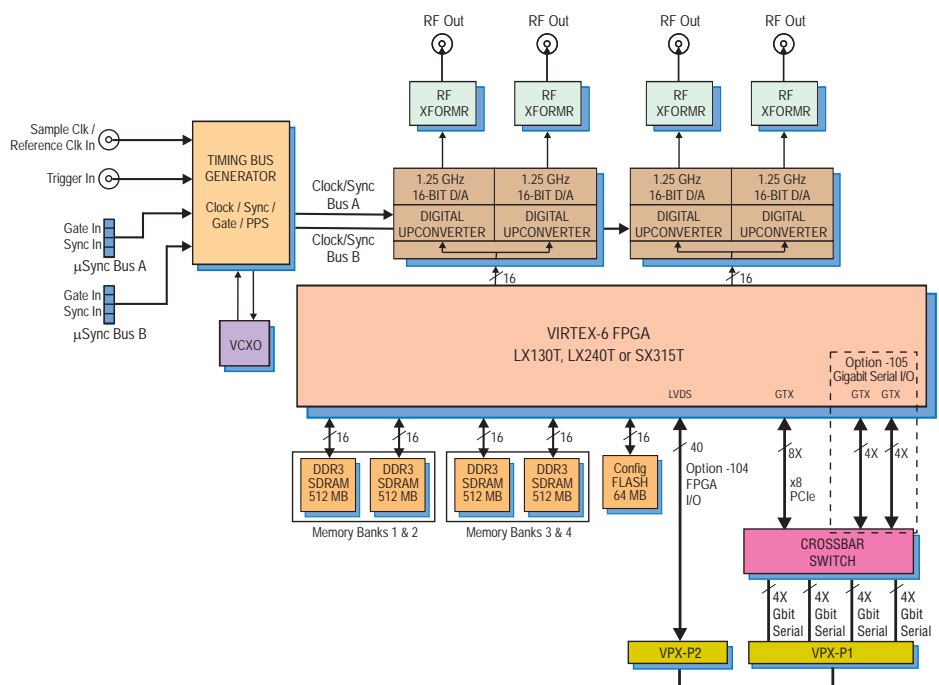 RF Out
RF Out
RF Out
RF Out
RF
XFORMR
RF
XFORMR
RF
XFORMR
RF
XFORMR
Sample Clk /
Reference Clk In
Trigger In
Gate In
Sync In
μSync Bus A
Gate In
Sync In
μSync Bus B
TIMING BUS
GENERATOR
Clock / Sync /
Gate / PPS
VCXO
Clock/Sync
Bus A
Clock/Sync
Bus B
1.25 GHz
16-BIT D/A
1.25 GHz
16-BIT D/A
DIGITAL
UPCONVERTER
DIGITAL
UPCONVERTER
1.25 GHz
16-BIT D/A
1.25 GHz
16-BIT D/A
DIGITAL
UPCONVERTER
DIGITAL
UPCONVERTER
16
16
VIRTEX-6 FPGA
LX130T, LX240T or SX315T
Option -105
Gigabit Serial I/O
LVDS
GTX
GTX
GTX
16
16
16
16
16
40
8X
4X
4X
DDR3
SDRAM
512 MB
DDR3
SDRAM
512 MB
Memory Banks 1 & 2
DDR3
SDRAM
512 MB
DDR3
SDRAM
512 MB
Memory Banks 3 & 4
Config
FLASH
64 MB
Option -104
FPGA
I/O
x8
PCIe
CROSSBAR
SWITCH
4X
Gbit
Serial
4X
Gbit
Serial
4X
Gbit
Serial
4X
Gbit
Serial
VPX-P2
VPX-P1